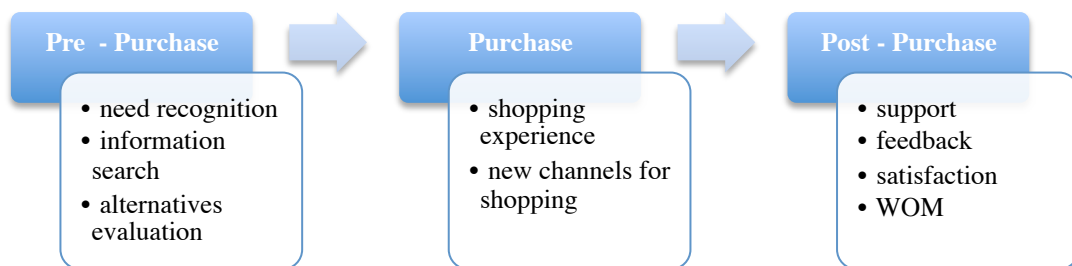 Pre - Purchase
• need recognition
• information
search
• alternatives
evaluation
Purchase
• shopping
experience
• new channels for
shopping
Post - Purchase
• support
• feedback
• satisfaction
• WOM